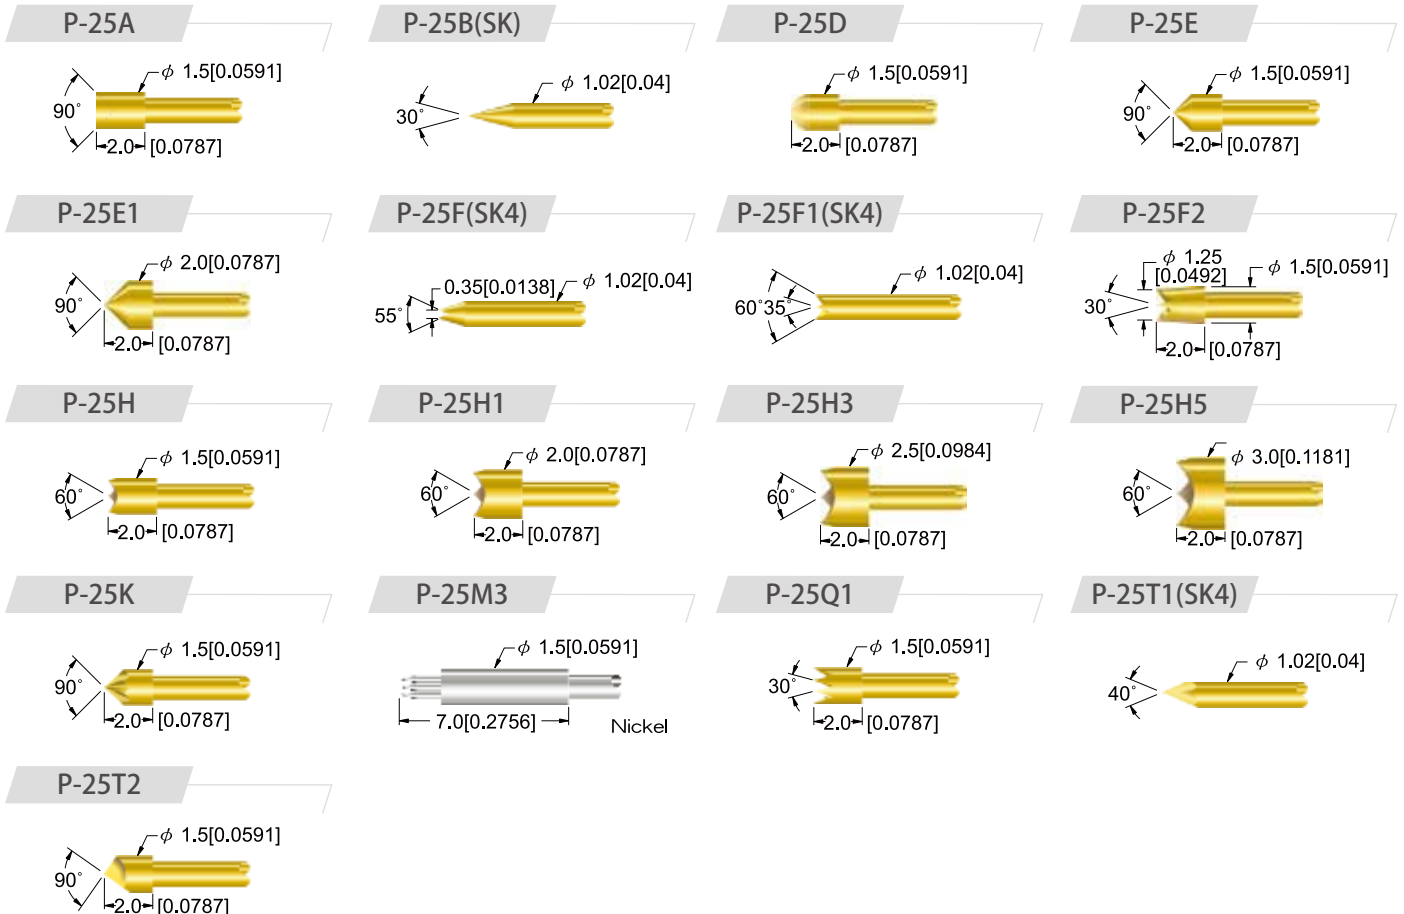 P-25A
P-25B(SK)
P-25D
P-25E
ϕ 1.5[0.0591]
90°
2.0 [0.0787]
ϕ 1.02[0.04]
30°
ϕ 1.5[0.0591]
2.0 [0.0787]
ϕ 1.5[0.0591]
90°
2.0 [0.0787]
P-25E1
P-25F(SK4)
P-25F1(SK4)
P-25F2
ϕ 2.0[0.0787]
90°
2.0 [0.0787]
0.35[0.0138]
ϕ 1.02[0.04]
55°
ϕ 1.02[0.04]
60° 35°
ϕ 1.25
[0.0492]
ϕ 1.5[0.0591]
30°
2.0 [0.0787]
P-25H
P-25H1
P-25H3
P-25H5
ϕ 1.5[0.0591]
60°
2.0 [0.0787]
ϕ 2.0[0.0787]
60°
2.0 [0.0787]
ϕ 2.5[0.0984]
60°
2.0 [0.0787]
ϕ 3.0[0.1181]
60°
2.0 [0.0787]
P-25K
P-25M3
P-25Q1
P-25T1(SK4)
ϕ 1.5[0.0591]
90°
2.0 [0.0787]
ϕ 1.5[0.0591]
7.0[0.2756]
Nickel
ϕ 1.5[0.0591]
30°
2.0 [0.0787]
ϕ 1.02[0.04]
40°
P-25T2
ϕ 1.5[0.0591]
90°
2.0 [0.0787]